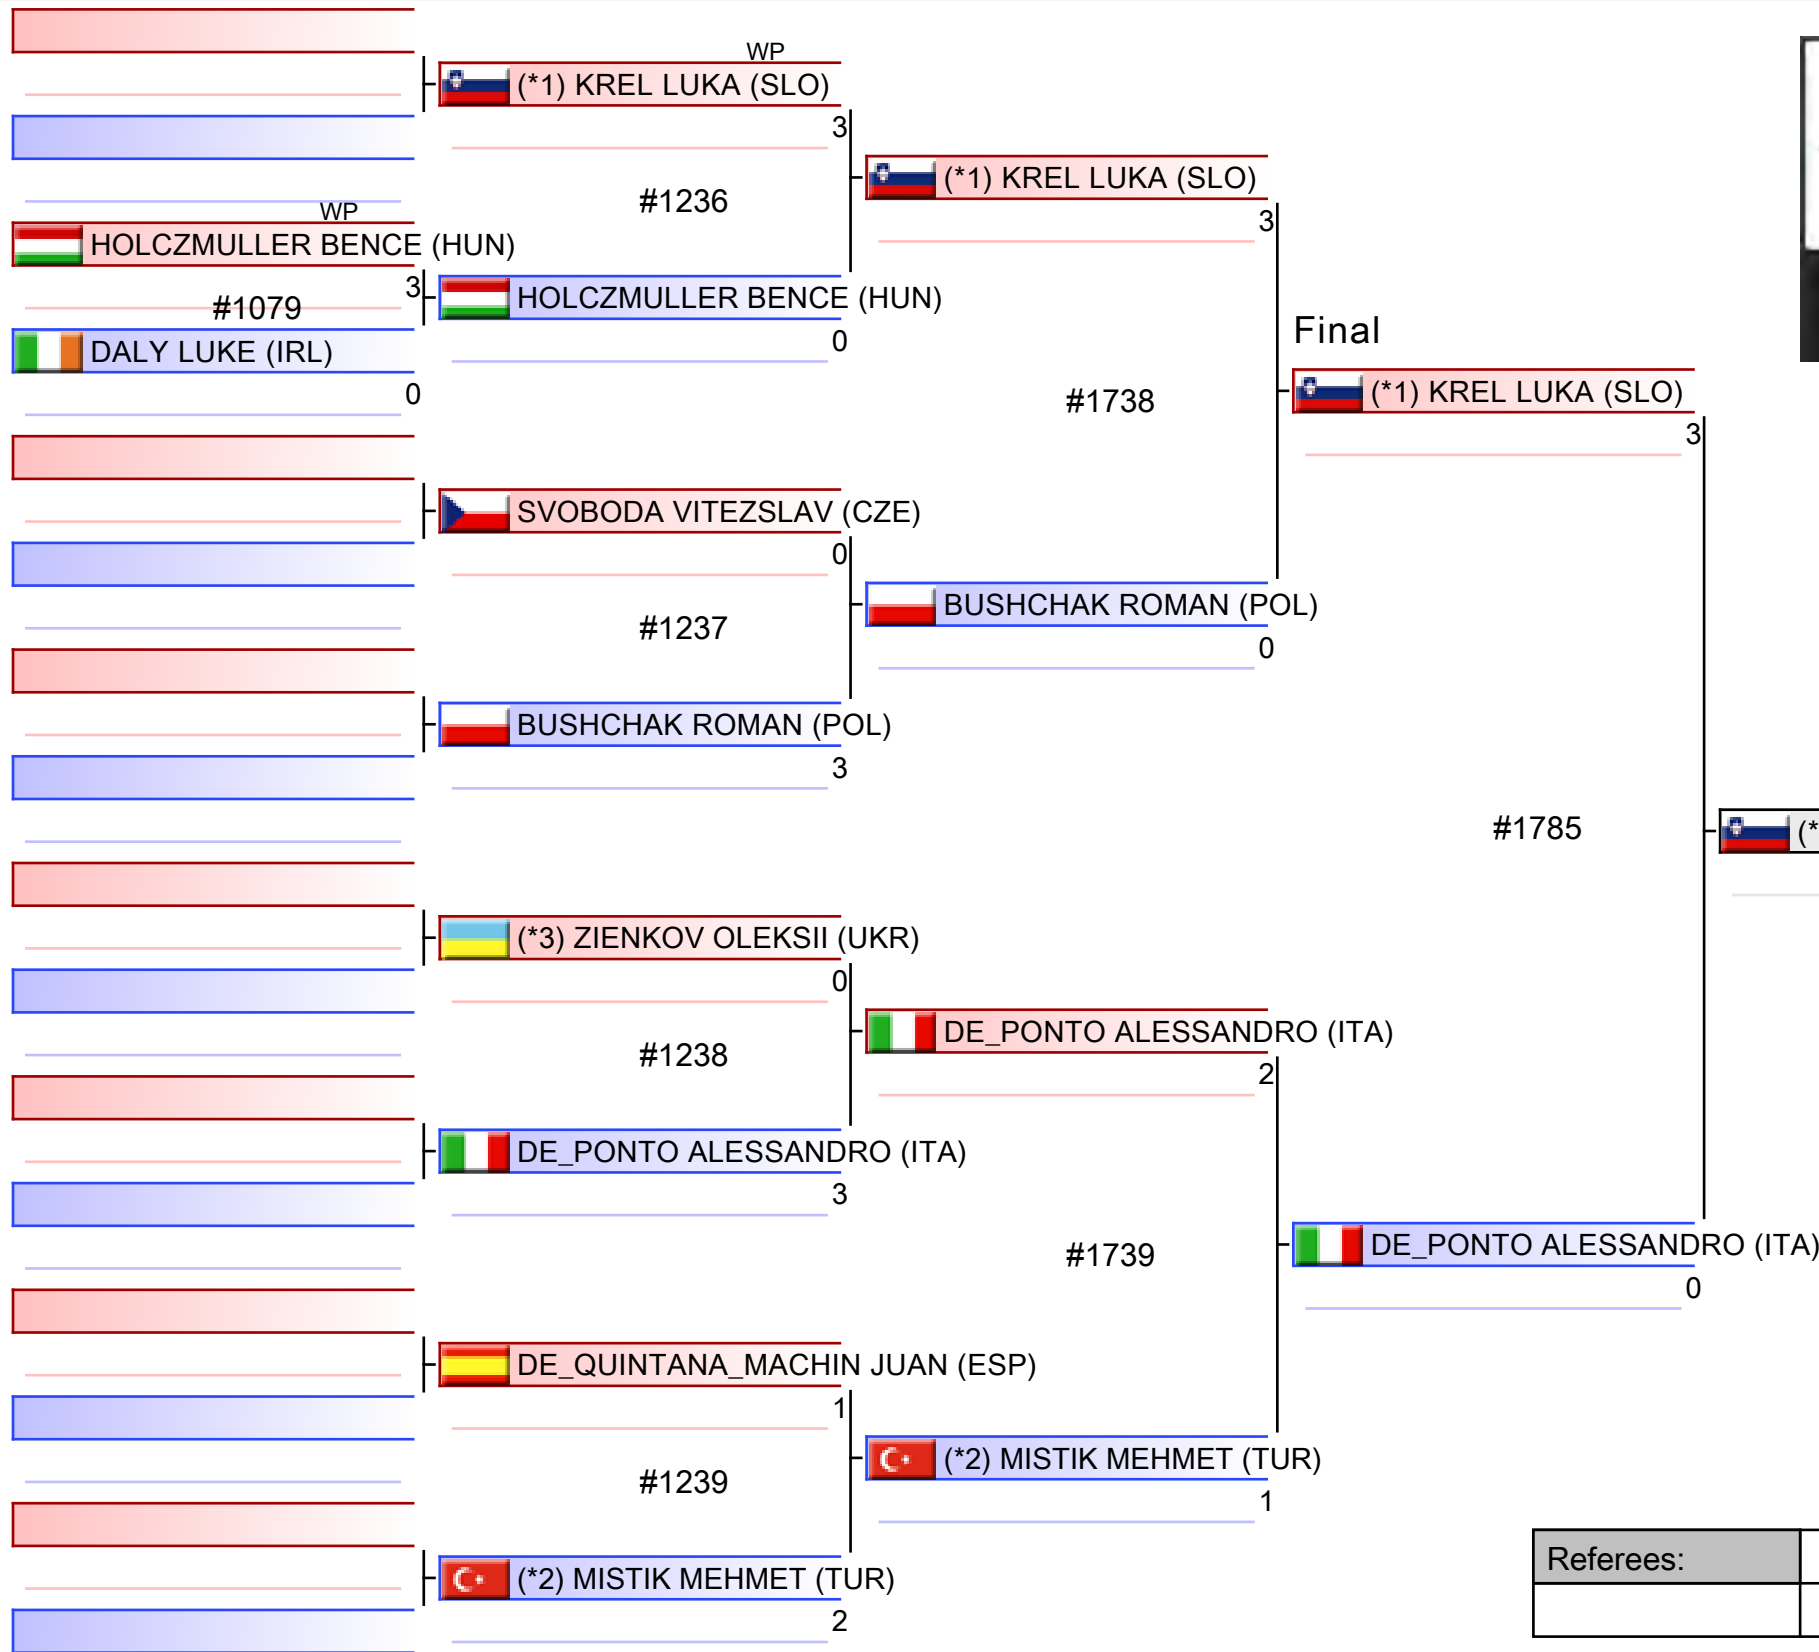 WP
(*1) KREL LUKA (SLO)
3
(*1) KREL LUKA (SLO)
3
#1236
WP
HOLCZMULLER BENCE (HUN)
3
#1079
HOLCZMULLER BENCE (HUN)
0
DALY LUKE (IRL)
0
Final
(*1) KREL LUKA (SLO)
3
#1738
SVOBODA VITEZSLAV (CZE)
0
BUSHCHAK ROMAN (POL)
0
#1237
BUSHCHAK ROMAN (POL)
3
#1785
(*
(*3) ZIENKOV OLEKSII (UKR)
0
DE_PONTO ALESSANDRO (ITA)
2
#1238
DE_PONTO ALESSANDRO (ITA)
3
#1739
DE_PONTO ALESSANDRO (ITA)
0
DE_QUINTANA_MACHIN JUAN (ESP)
1
(*2) MISTIK MEHMET (TUR)
1
#1239
(*2) MISTIK MEHMET (TUR)
2
Referees: